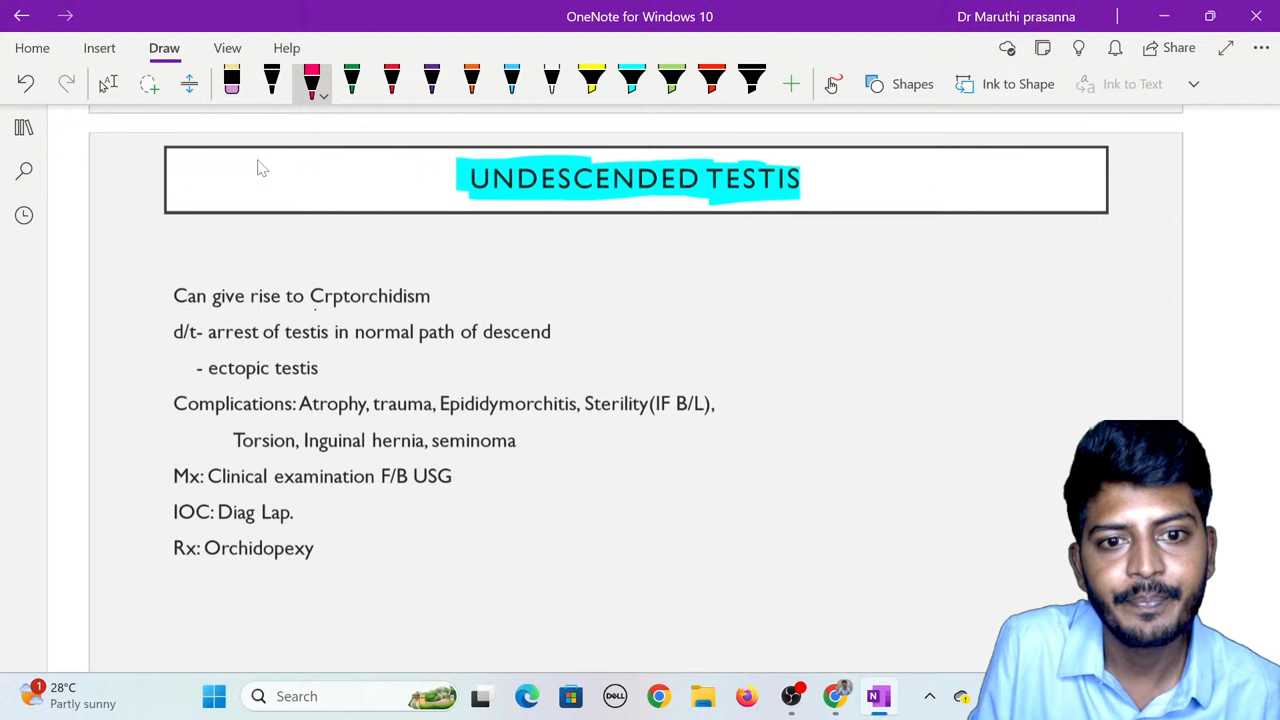 OneNote for Windows 10
Dr Maruthi prasanna
Home
Insert
Draw
View
Help
Share
Shapes
Ink to Shape
Ink to Text
UNDESCENDED TESTIS
Can give rise to Crptorchidism
d/t- arrest of testis in normal path of descend
- ectopic testis
Complications: Atrophy, trauma, Epididymorchitis, Sterility(IF B/L),
Torsion, Inguinal hernia, seminoma
Mx: Clinical examination F/B USG
IOC: Diag Lap.
Rx: Orchidopexy
1
28°C
Partly sunny
Search
DELL